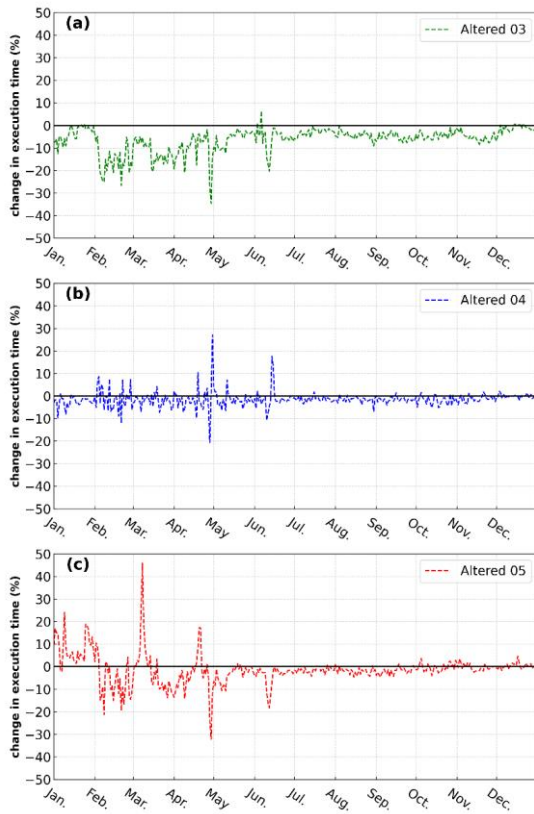 (a)
Altered 03
change in execution time (%)
50
40
30
20
10
0
−10
−20
−30
−40
−50
Jan.
Feb.
Mar.
Apr.
May
Jun.
Jul.
Aug.
Sep.
Oct.
Nov.
Dec.
(b)
Altered 04
change in execution time (%)
50
40
30
20
10
0
−10
−20
−30
−40
−50
Jan.
Feb.
Mar.
Apr.
May
Jun.
Jul.
Aug.
Sep.
Oct.
Nov.
Dec.
(c)
Altered 05
change in execution time (%)
50
40
30
20
10
0
−10
−20
−30
−40
−50
Jan.
Feb.
Mar.
Apr.
May
Jun.
Jul.
Aug.
Sep.
Oct.
Nov.
Dec.